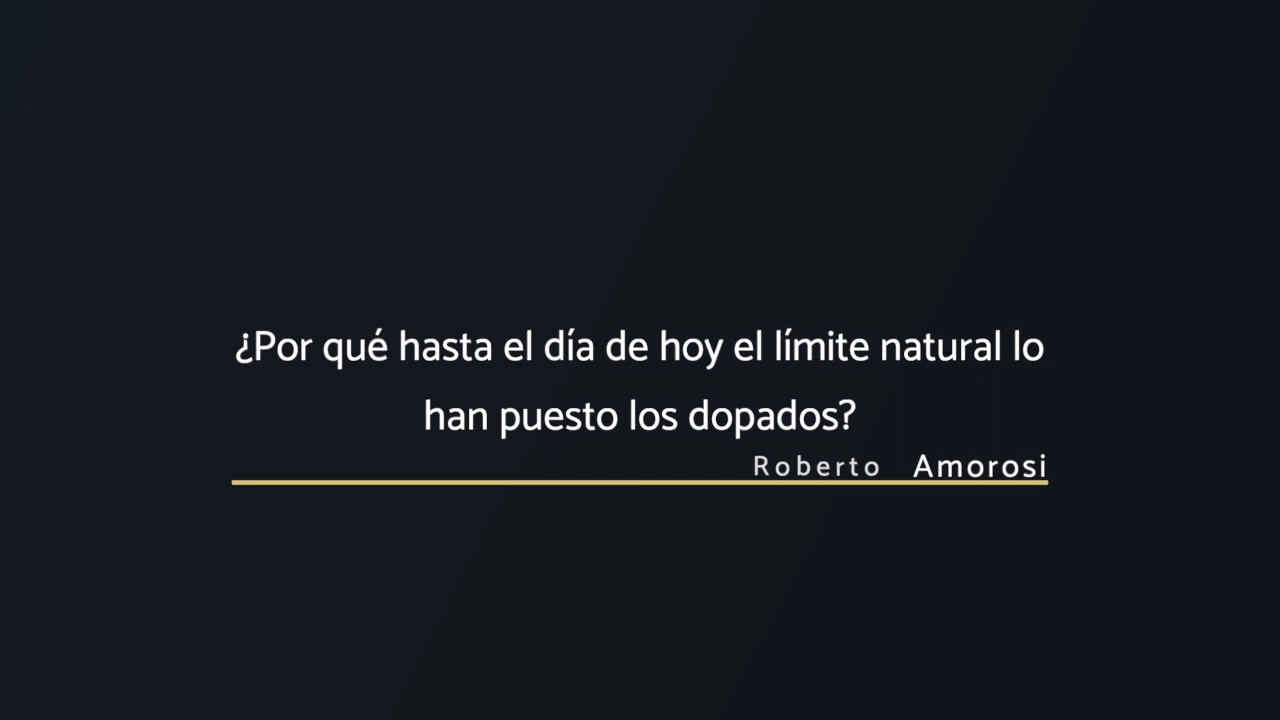 ¿Por qué hasta el día de hoy el límite natural lo
han puesto los dopados?
Roberto Amorosi